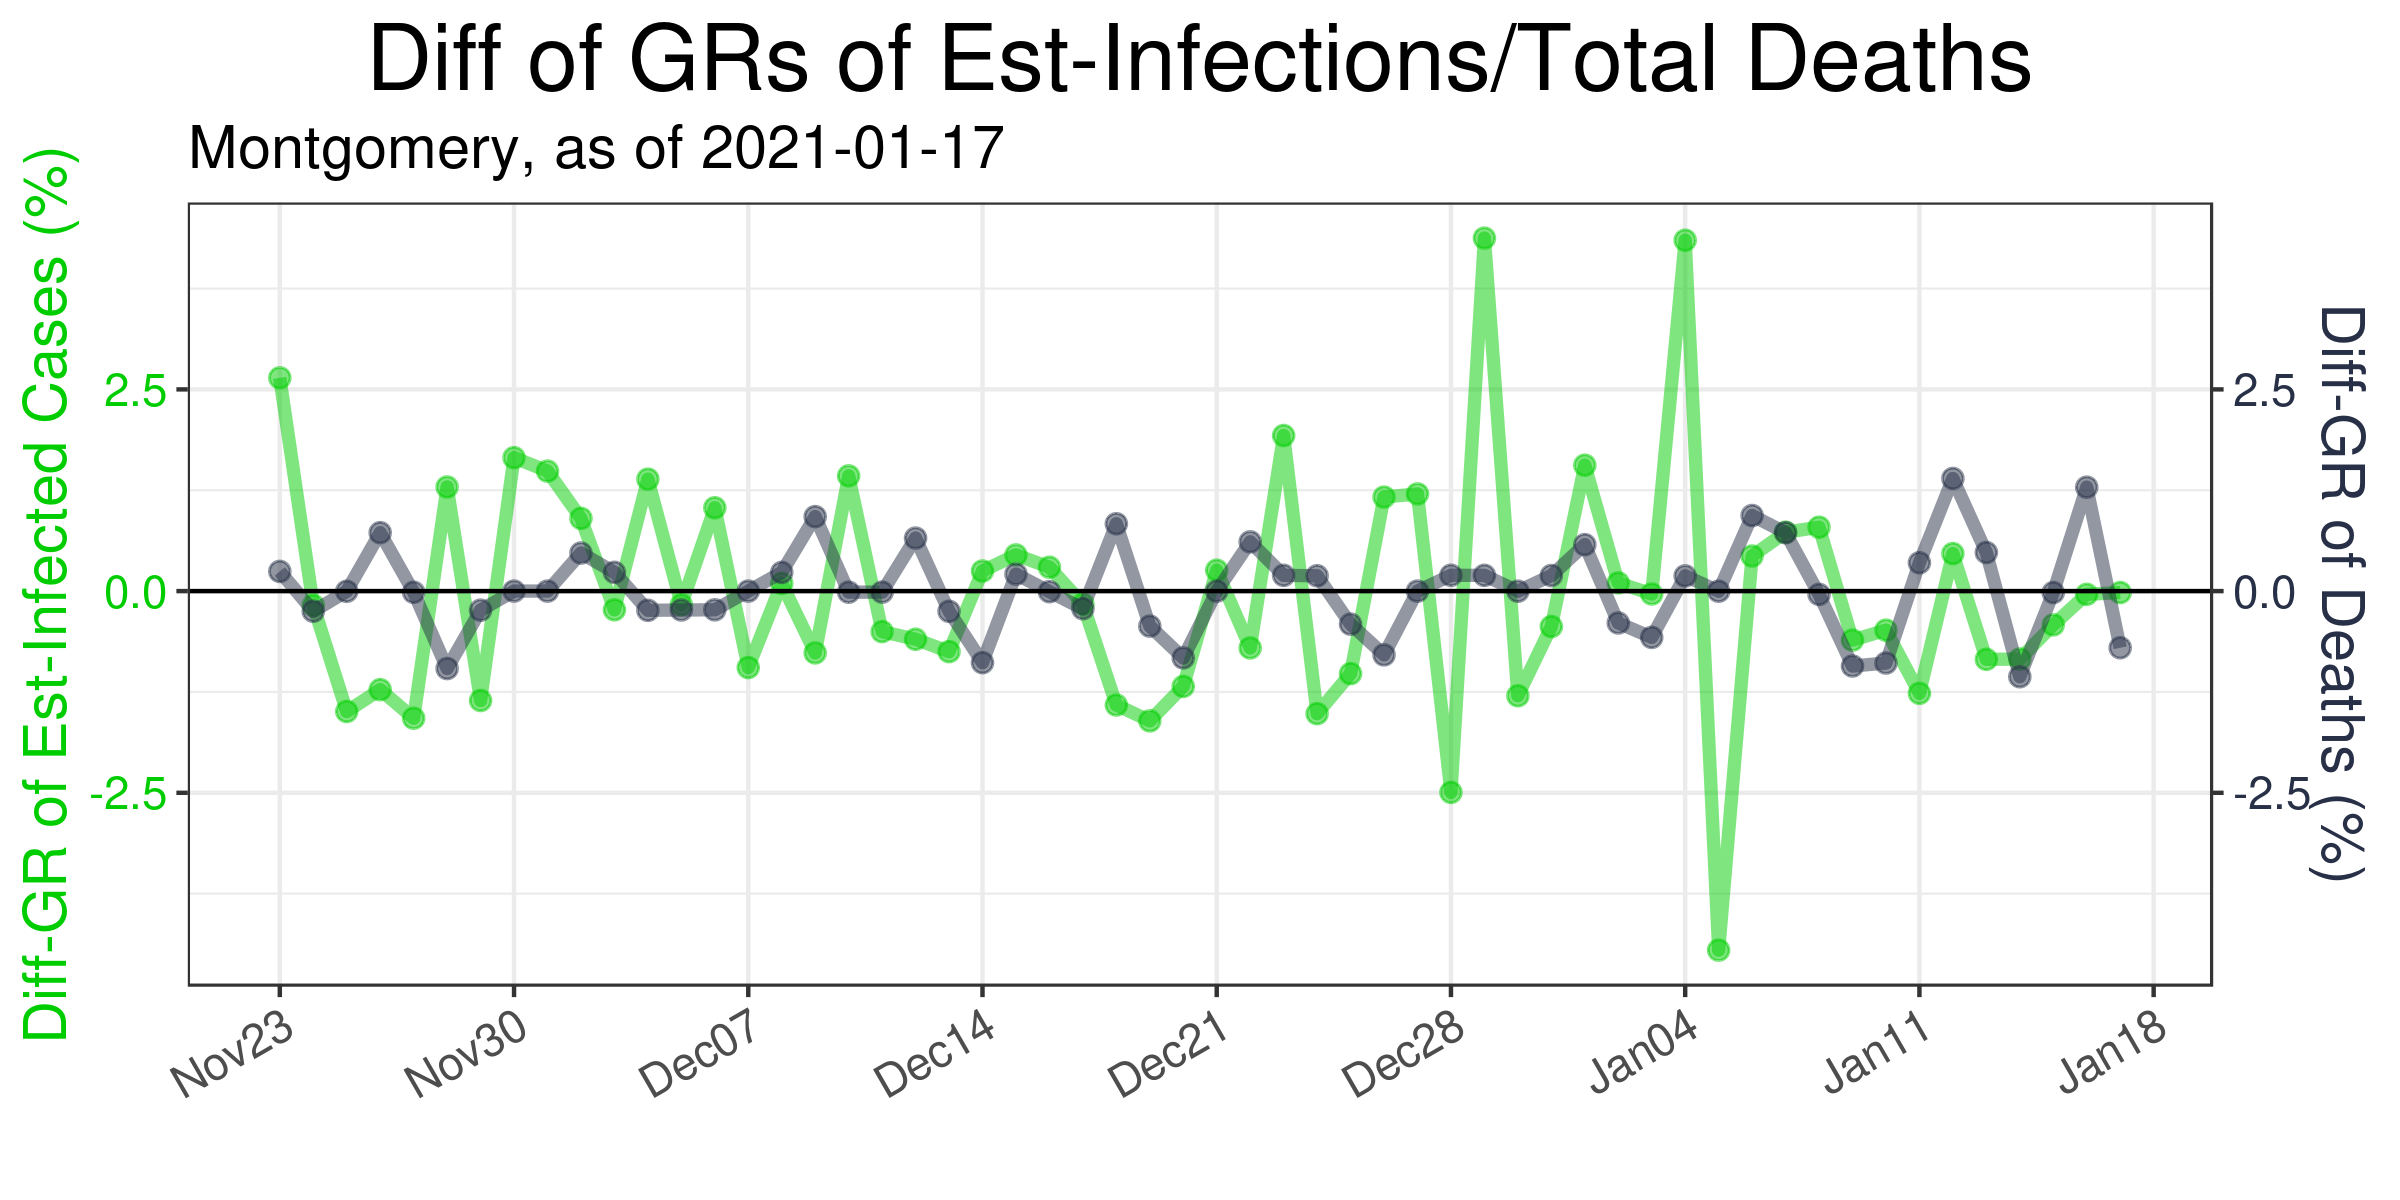 Diff of GRs of Est-Infections/Total Deaths
Montgomery, as of 2021-01-17
Diff-GR of Est-Infected Cases (%)
2.5
0.0
-2.5
2.5
0.0
-2.5
Diff-GR of Deaths (%)
Nov23
Nov30
Dec07
Dec14
Dec21
Dec28
Jan04
Jan11
Jan18